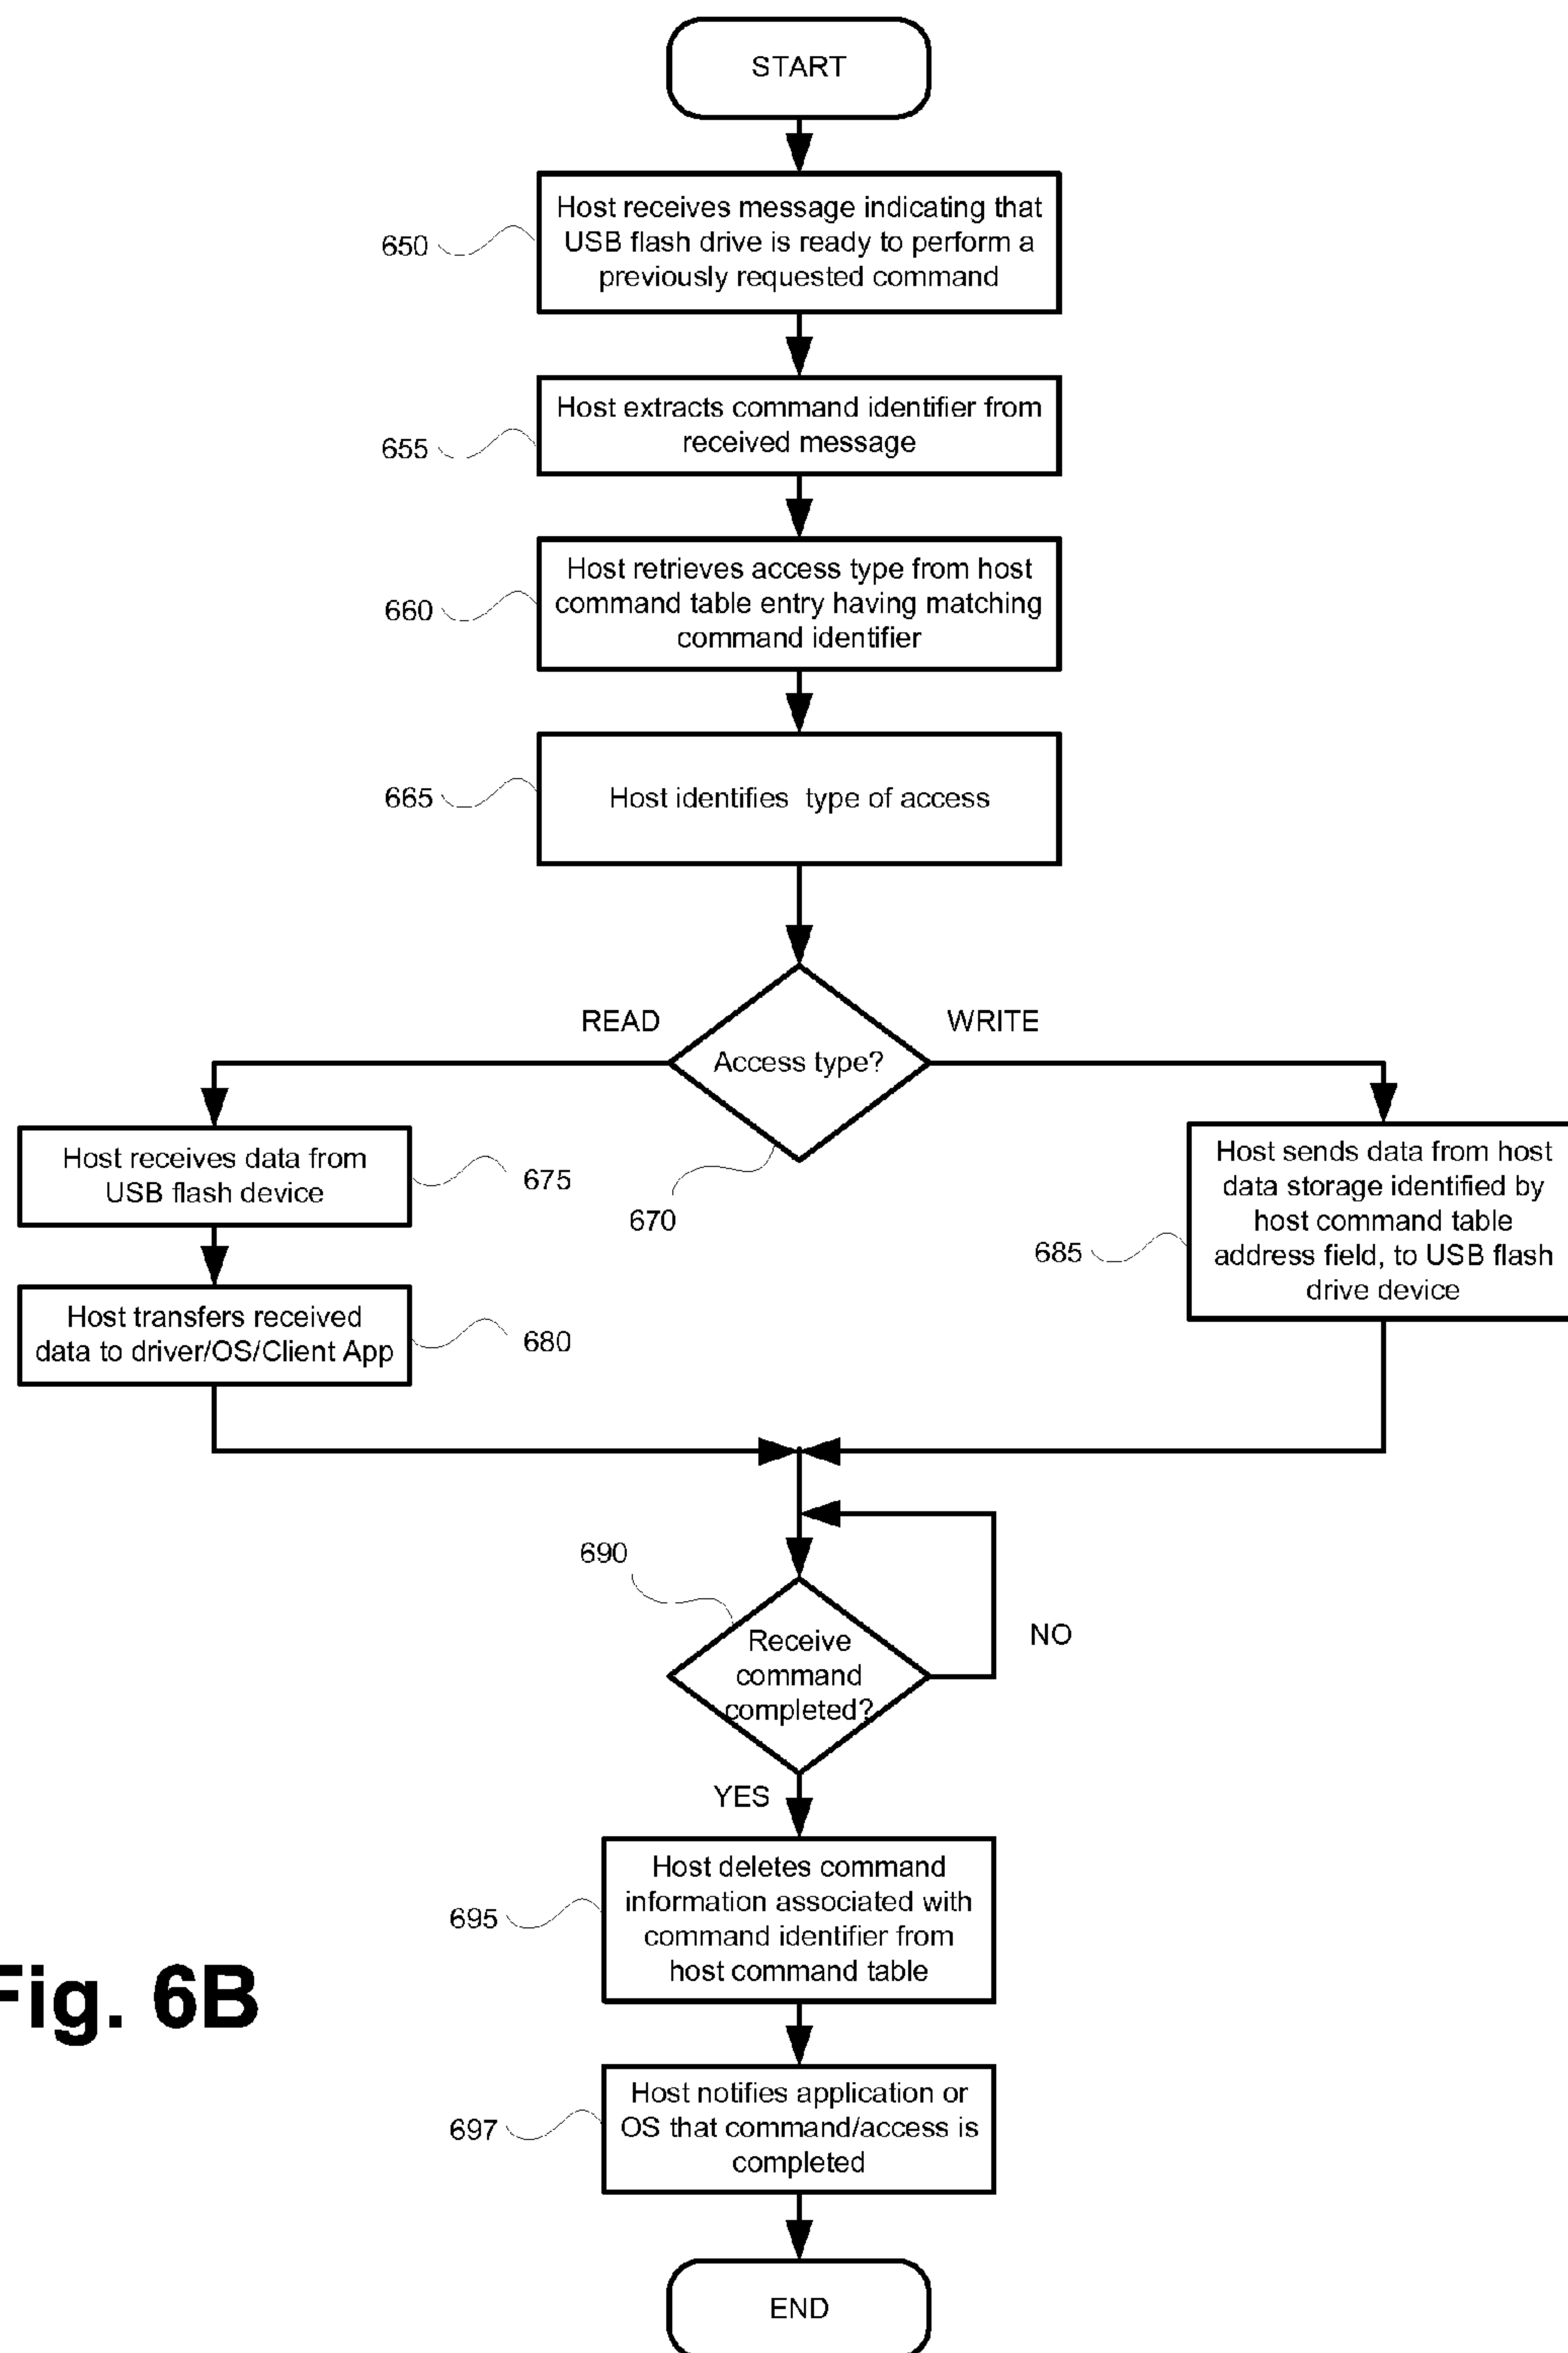 START
Host receives message indicating that
USB flash drive is ready to perform a
previously requested command
650
Host extracts command identifier from
received message
655
Host retrieves access type from host
command table entry having matching
command identifier
660
Host identifies type of access
665
READ
WRITE
Access type?
670
Host receives data from
USB flash device
675
Host transfers received
data to driver/OS/Client App
680
Host sends data from host
data storage identified by
host command table
address field, to USB flash
drive device
685
690
Receive
command
completed?
NO
YES
Host deletes command
information associated with
command identifier from
host command table
695
Host notifies application or
OS that command/access is
completed
697
END
Fig. 6B